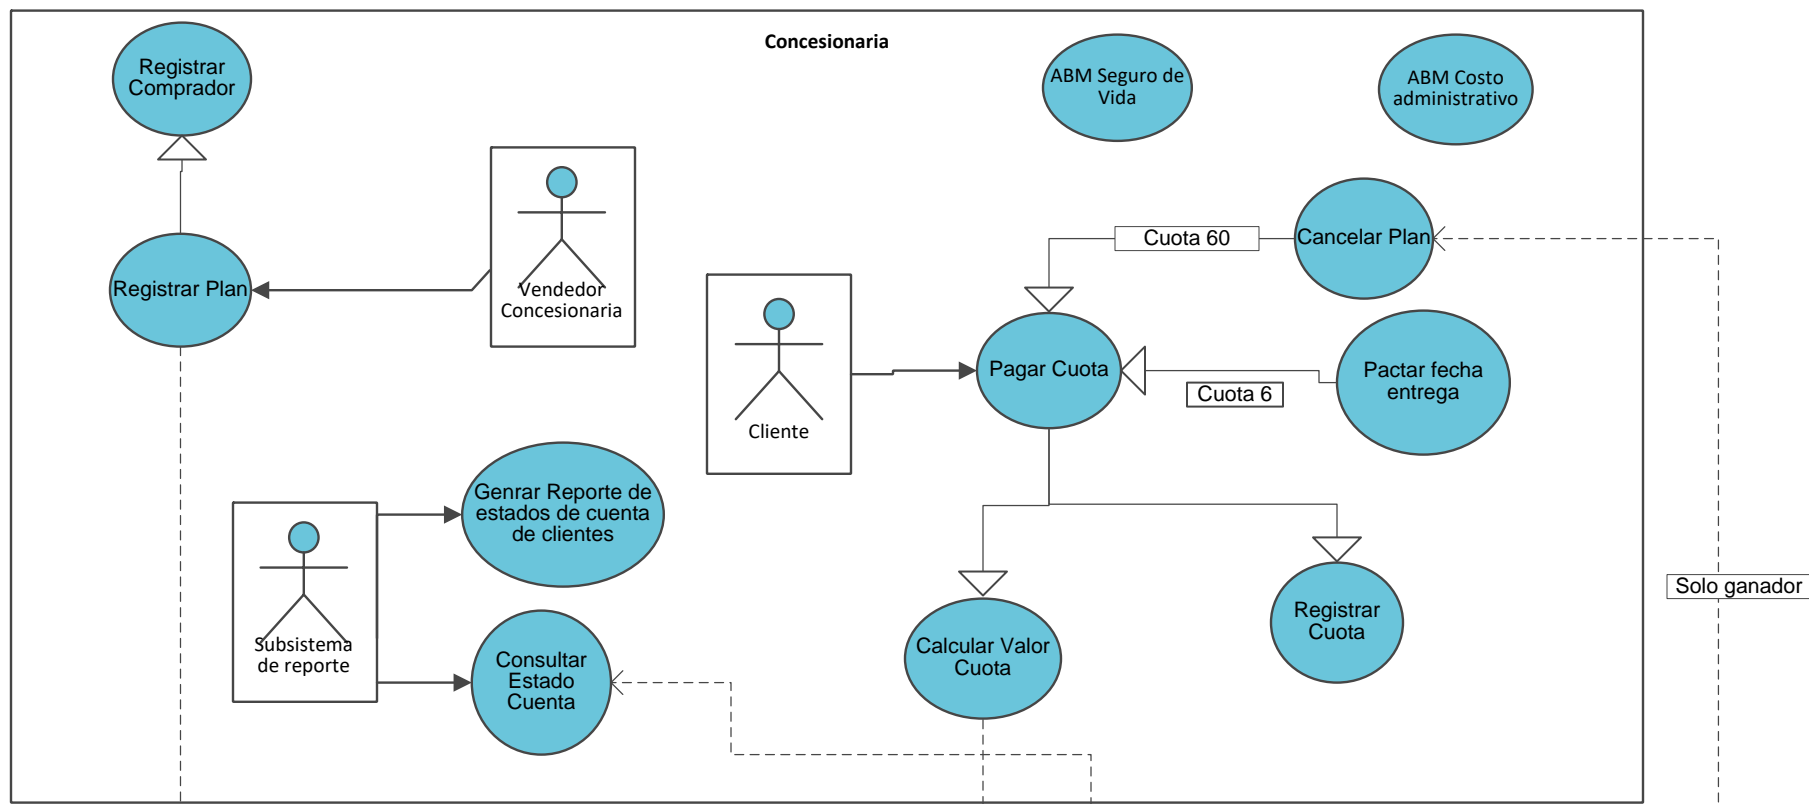 Concesionaria
Registrar
Comprador
ABM Seguro de
Vida
ABM Costo
administrativo
Vendedor
Concesionaria
Registrar Plan
Cuota 60
Cancelar Plan
Cliente
Pagar Cuota
Cuota 6
Pactar fecha
entrega
Genrar Reporte de
estados de cuenta
de clientes
Subsistema
de reporte
Consultar
Estado
Cuenta
Calcular Valor
Cuota
Registrar
Cuota
Solo ganador